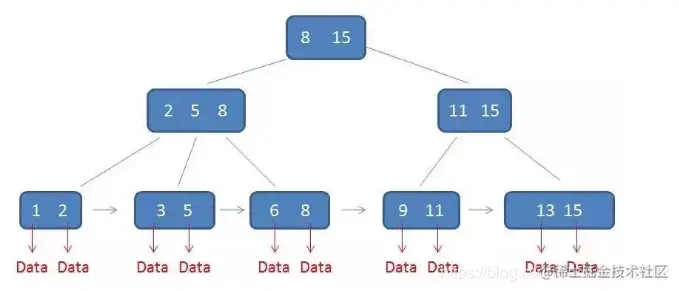 8 15
2 5 8
11 15
1 2
3 5
6 8
9 11
13 15
Data Data
Data Data
Data Data
Data Data
Data Data
https://blog.
@稀土掘金技术社区